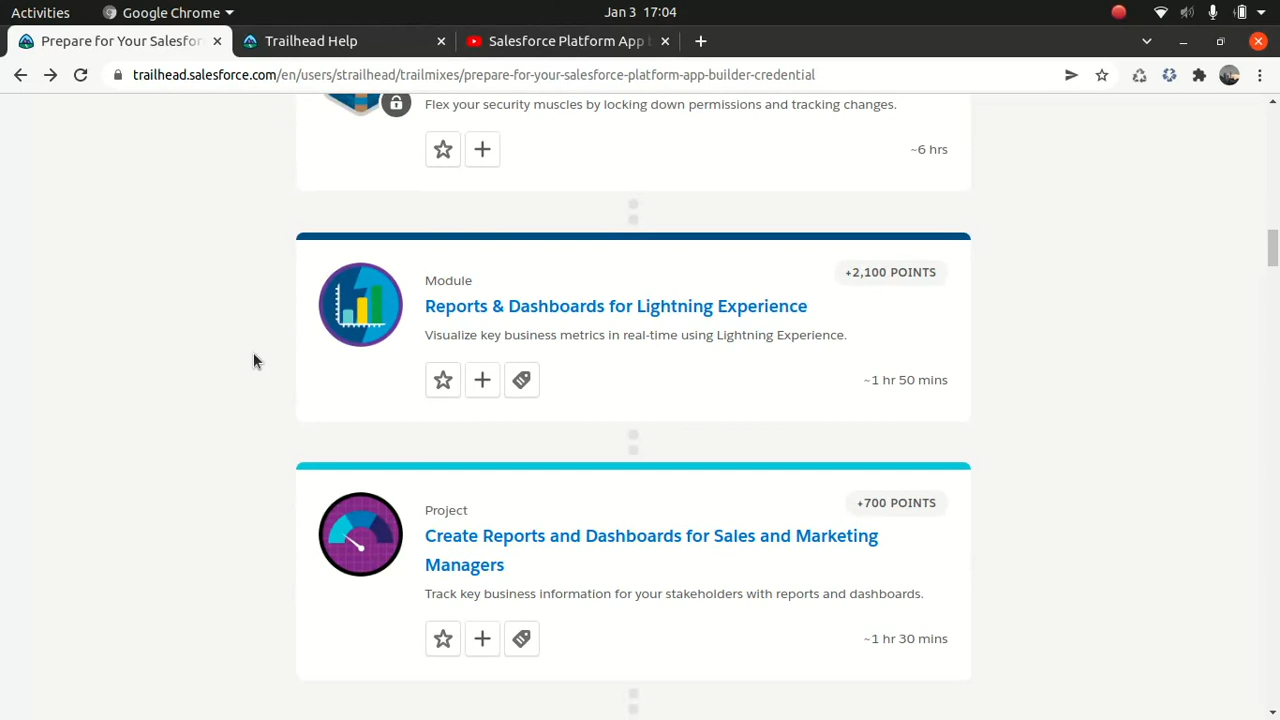 Activities
Google Chrome
Jan 3 17:04
Prepare for Your Salesfor
Trailhead Help
Salesforce Platform App
trailhead.salesforce.com/en/users/strailhead/trailmixes/prepare-for-your-salesforce-platform-app-builder-credential
Flex your security muscles by locking down permissions and tracking changes.
~6 hrs
+2,100 POINTS
Module
Reports & Dashboards for Lightning Experience
Visualize key business metrics in real-time using Lightning Experience.
~1 hr 50 mins
+700 POINTS
Project
Create Reports and Dashboards for Sales and Marketing
Managers
Track key business information for your stakeholders with reports and dashboards.
~1 hr 30 mins